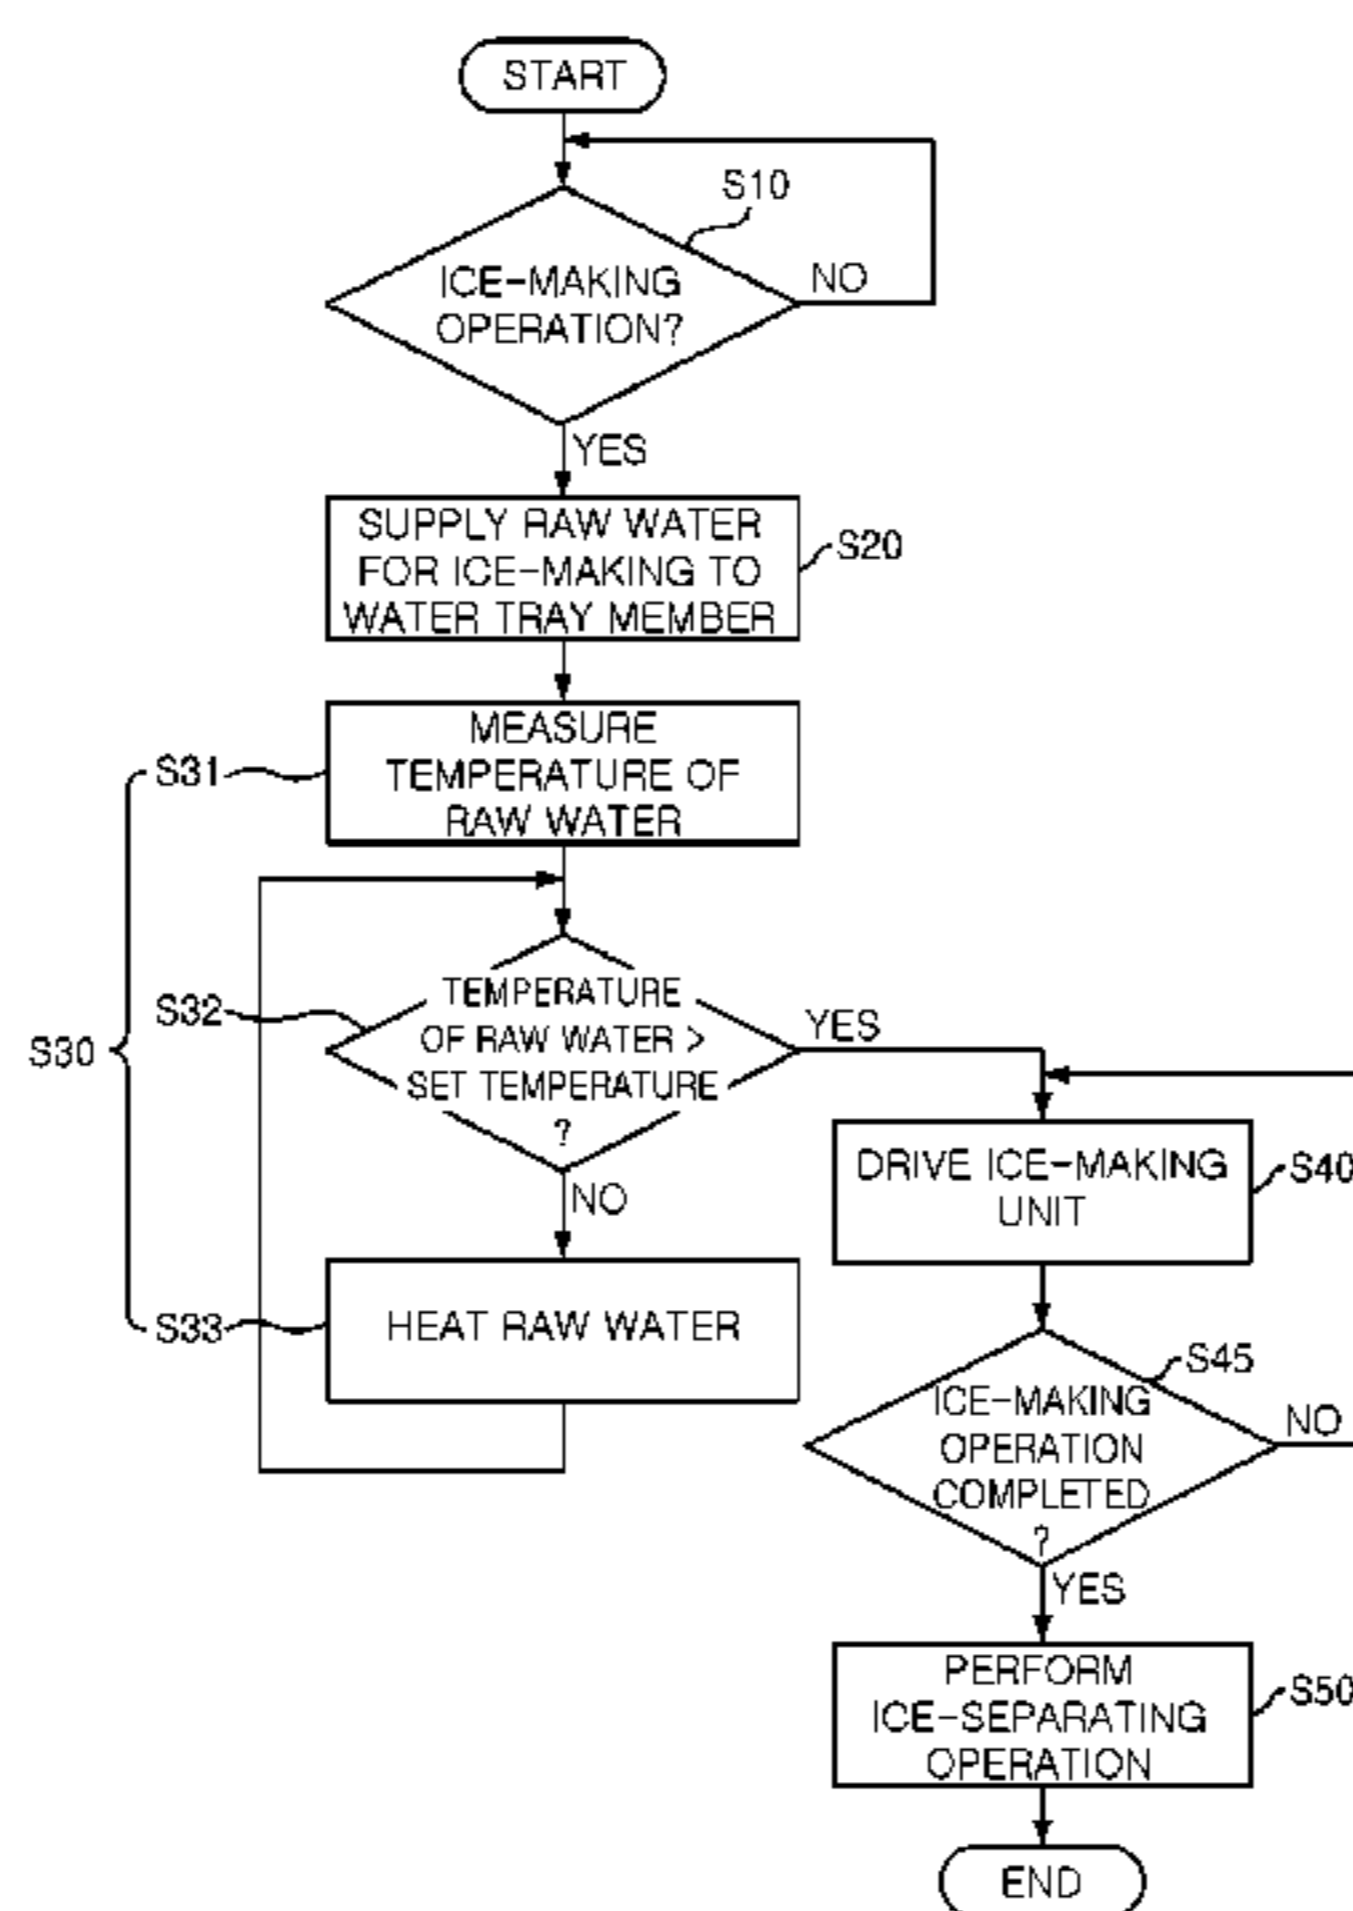 START
S10
ICE-MAKING
OPERATION?
NO
YES
SUPPLY RAW WATER
FOR ICE-MAKING TO
WATER TRAY MEMBER
S20
MEASURE
TEMPERATURE OF
RAW WATER
S31
S30
TEMPERATURE
OF RAW WATER >
SET TEMPERATURE
?
S32
YES
NO
HEAT RAW WATER
S33
DRIVE ICE-MAKING
UNIT
S40
S45
ICE-MAKING
OPERATION
COMPLETED
?
NO
YES
PERFORM
ICE-SEPARATING
OPERATION
S50
END